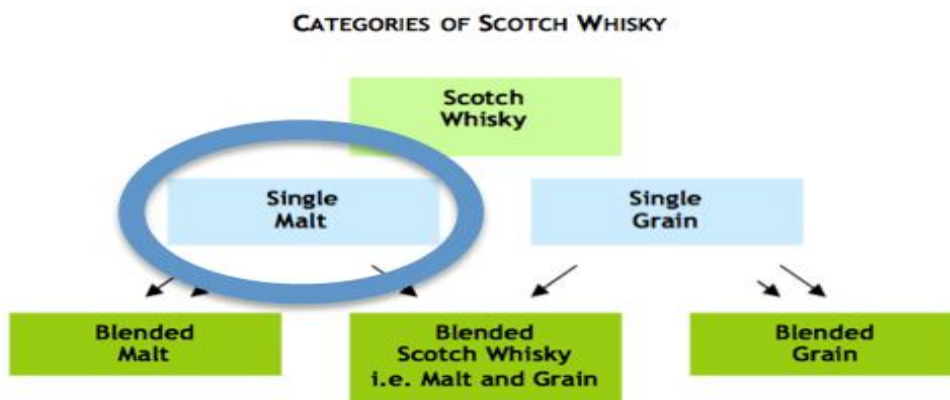 CATEGORIES OF SCOTCH WHISKY
Scotch
Whisky
Single
Malt
Single
Grain
Blended
Malt
Blended
Scotch Whisky
i.e. Malt and Grain
Blended
Grain